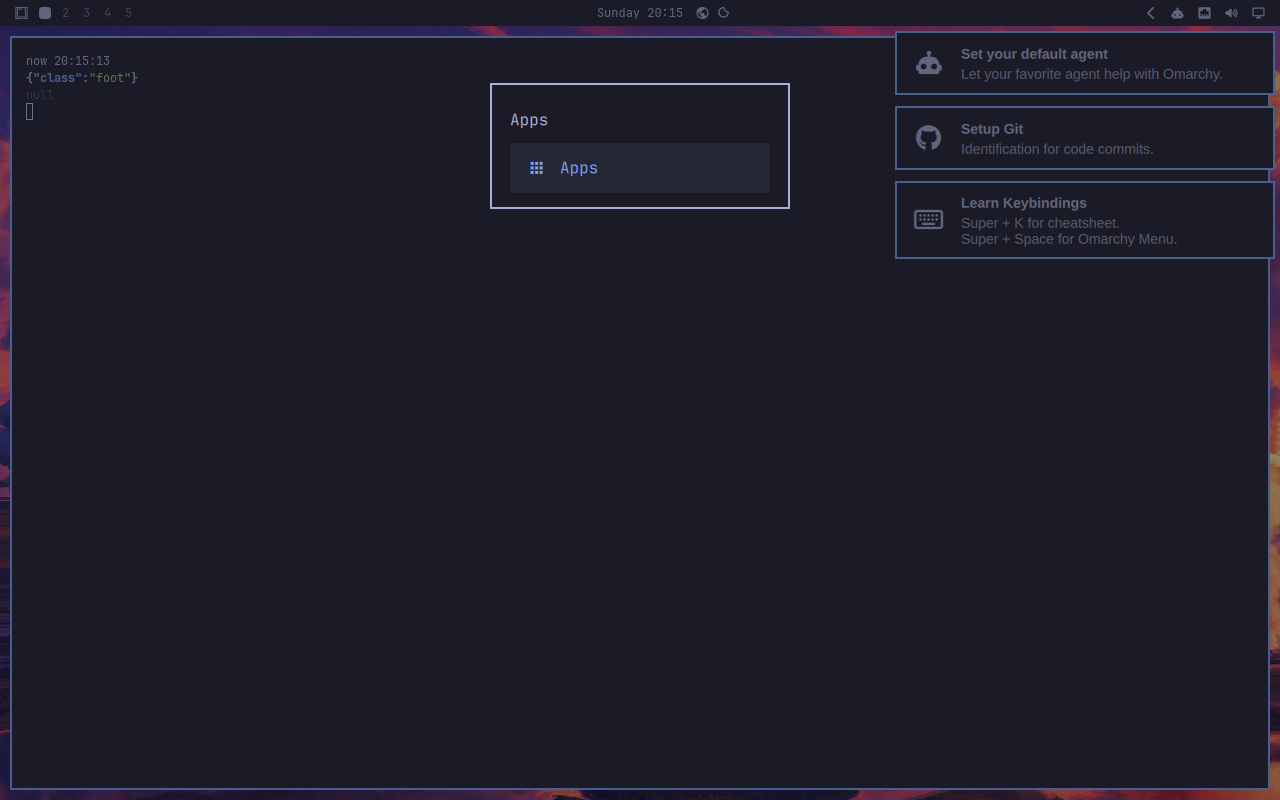 2 3 4 5
Sunday 20:15
now 20:15:13
{"class":"foot"}
null
Apps
Apps
Set your default agent
Let your favorite agent help with Omarchy.
Setup Git
Identification for code commits.
Learn Keybindings
Super + K for cheatsheet.
Super + Space for Omarchy Menu.